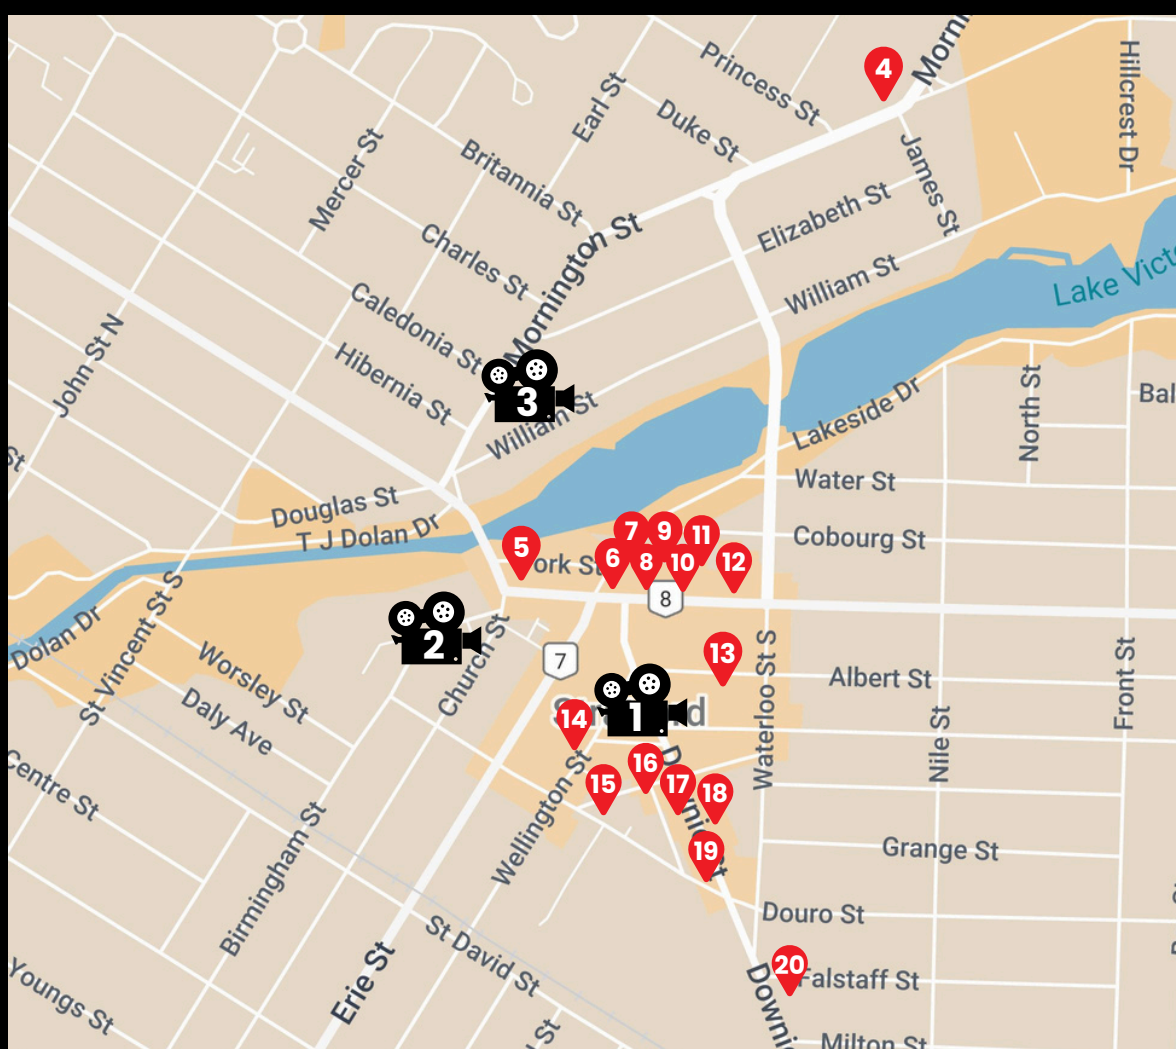 Morni
4
Princess St
Hillcrest Dr
Earl St
Duke St
Mercer St
James St
Britannia St
Elizabeth St
Mornington St
Charles St
William St
Lake Victo
Caledonia St
John St N
Hibernia St
3
William St
Lakeside Dr
North St
Bal
St
Water St
Douglas St
T J Dolan Dr
Cobourg St
7
9
11
5
6
8
10
12
ork St
8
Dolan Dr
St Vincent St S
2
Church St
7
13
Worsley St
Albert St
Waterloo St S
Front St
Daly Ave
14
1
Nile St
Centre St
Wellington St
16
15
17
18
19
Grange St
Birmingham St
Douro St
St David St
Erie St
20
Falstaff St
Youngs St
Downi
St
Milton St